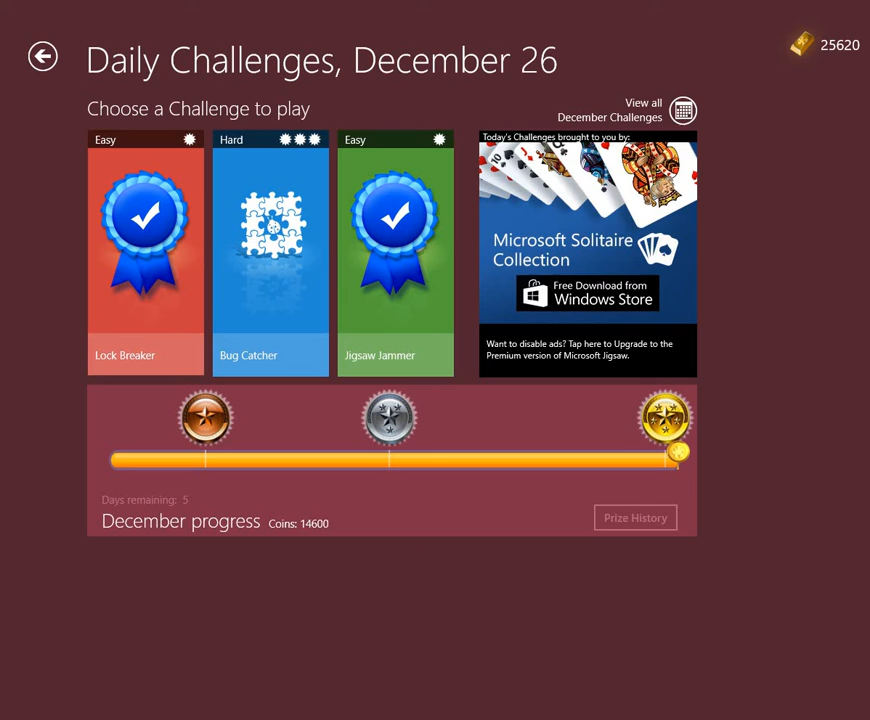 Daily Challenges, December 26
25620
Choose a Challenge to play
View all
December Challenges
Easy
Hard
Easy
Lock Breaker
Bug Catcher
Jigsaw Jammer
Today's Challenges brought to you by:
10
J
Microsoft Solitaire
Collection
Free Download from
Windows Store
Want to disable ads? Tap here to Upgrade to the
Premium version of Microsoft Jigsaw.
Days remaining: 5
December progress Coins: 14600
Prize History